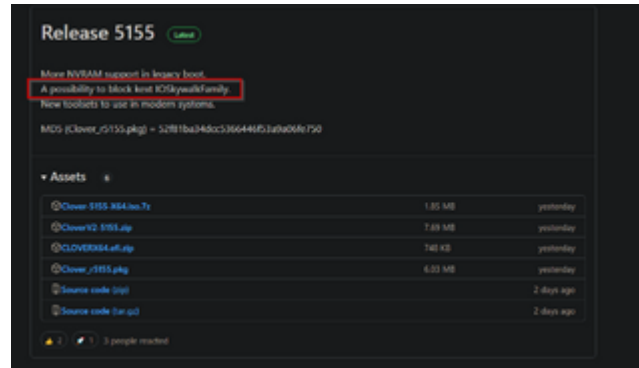 Release 5155 Latest
More NVRAM support in legacy boot.
A possibility to block kext IOSkywalkFamily.
New toolsets to use in modern systems.
MD5 (Clover_r5155.pkg) =
Assets 6
Clover-5155-X64.iso.7z 1.85 MB yesterday
CloverV2-5155.zip 7.69 MB yesterday
CLOVERX64.efi.zip 740 KB yesterday
Clover_r5155.pkg 6.03 MB yesterday
Source code (zip) 2 days ago
Source code (tar.gz) 2 days ago
2 1 3 people reacted